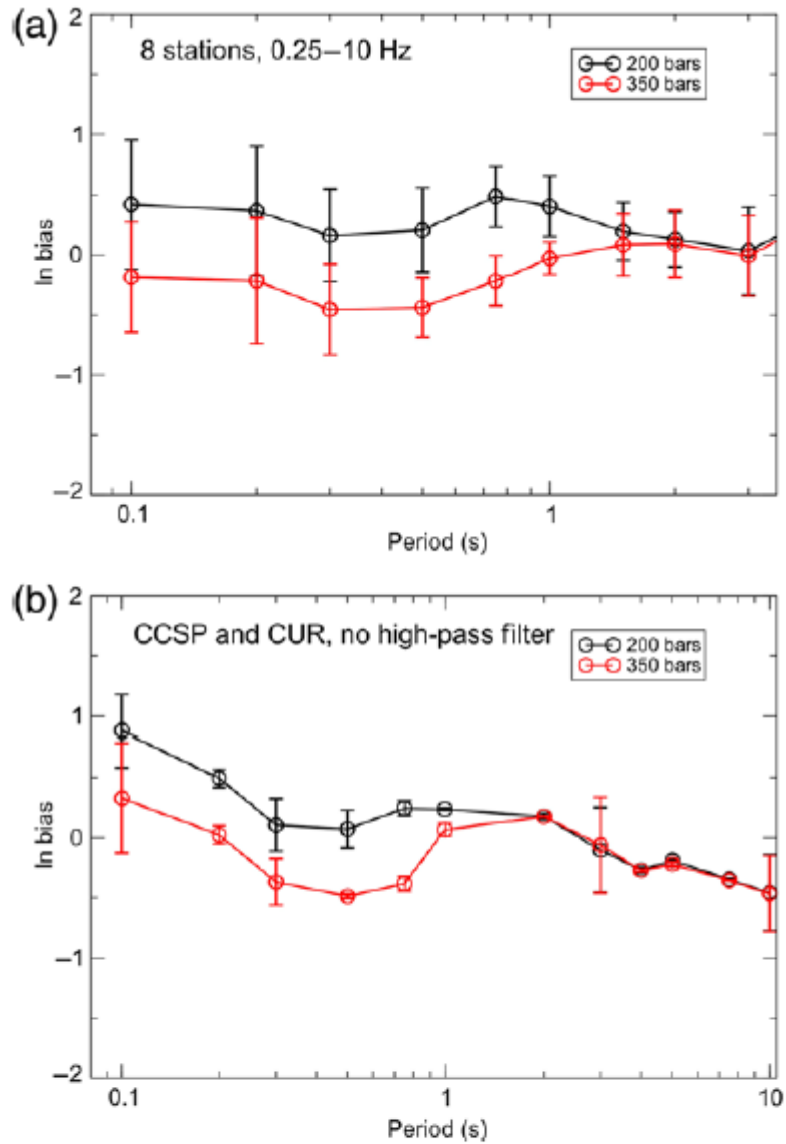 (a)
2
8 stations, 0.25–10 Hz
200 bars
350 bars
1
ln bias
0
–1
–2
0.1
1
Period (s)
(b)
2
CCSP and CUR, no high-pass filter
200 bars
350 bars
1
ln bias
0
–1
–2
0.1
1
10
Period (s)